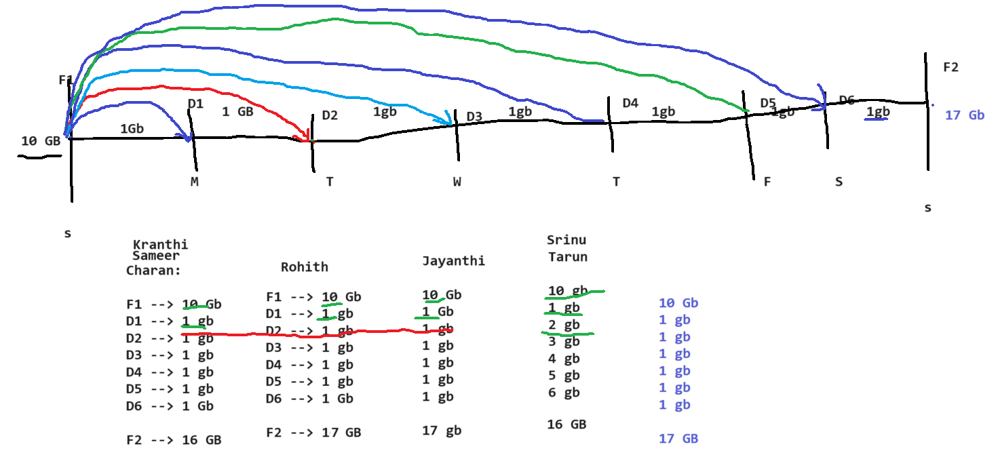 F1
F2
D1
1 GB
D2
1gb
D3
1gb
D4
1gb
D5
1gb
D6
1gb
17 Gb
1Gb
10 GB
M
T
W
T
F
S
s
s
Kranthi
Sameer
Charan:
F1 --> 10 Gb
D1 --> 1 gb
D2 --> 1 gb
D3 --> 1 gb
D4 --> 1 gb
D5 --> 1 gb
D6 --> 1 Gb
F2 --> 16 GB
Rohith
F1 --> 10 Gb
D1 --> 1 gb
D2 --> 1 gb
D3 --> 1 gb
D4 --> 1 gb
D5 --> 1 gb
D6 --> 1 Gb
F2 --> 17 GB
Jayanthi
10 Gb
1 Gb
1 gb
1 gb
1 gb
1 gb
1 gb
17 gb
Srinu
Tarun
10 gb
1 gb
2 gb
3 gb
4 gb
5 gb
6 gb
16 GB
10 Gb
1 gb
1 gb
1 gb
1 gb
1 gb
1 gb
17 GB